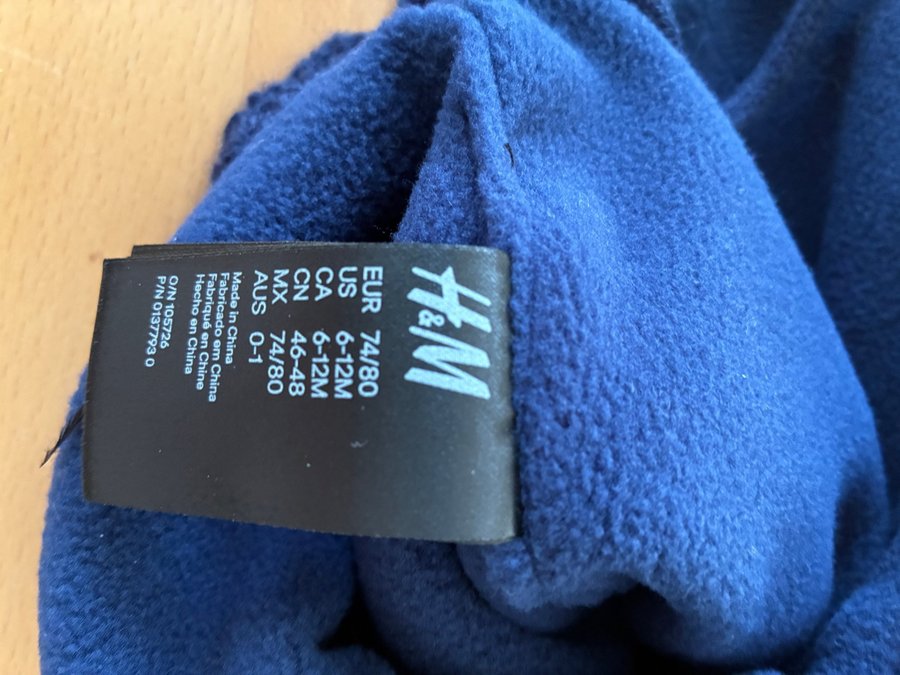 H&M
EUR 74/80
US 6-12M
CA 6-12M
CN 46-48
MX 74/80
AUS 0-1
Made in China
Fabricado em China
Fabriqué en Chine
Hecho en China
O/N 105726
P/N 0137793 0